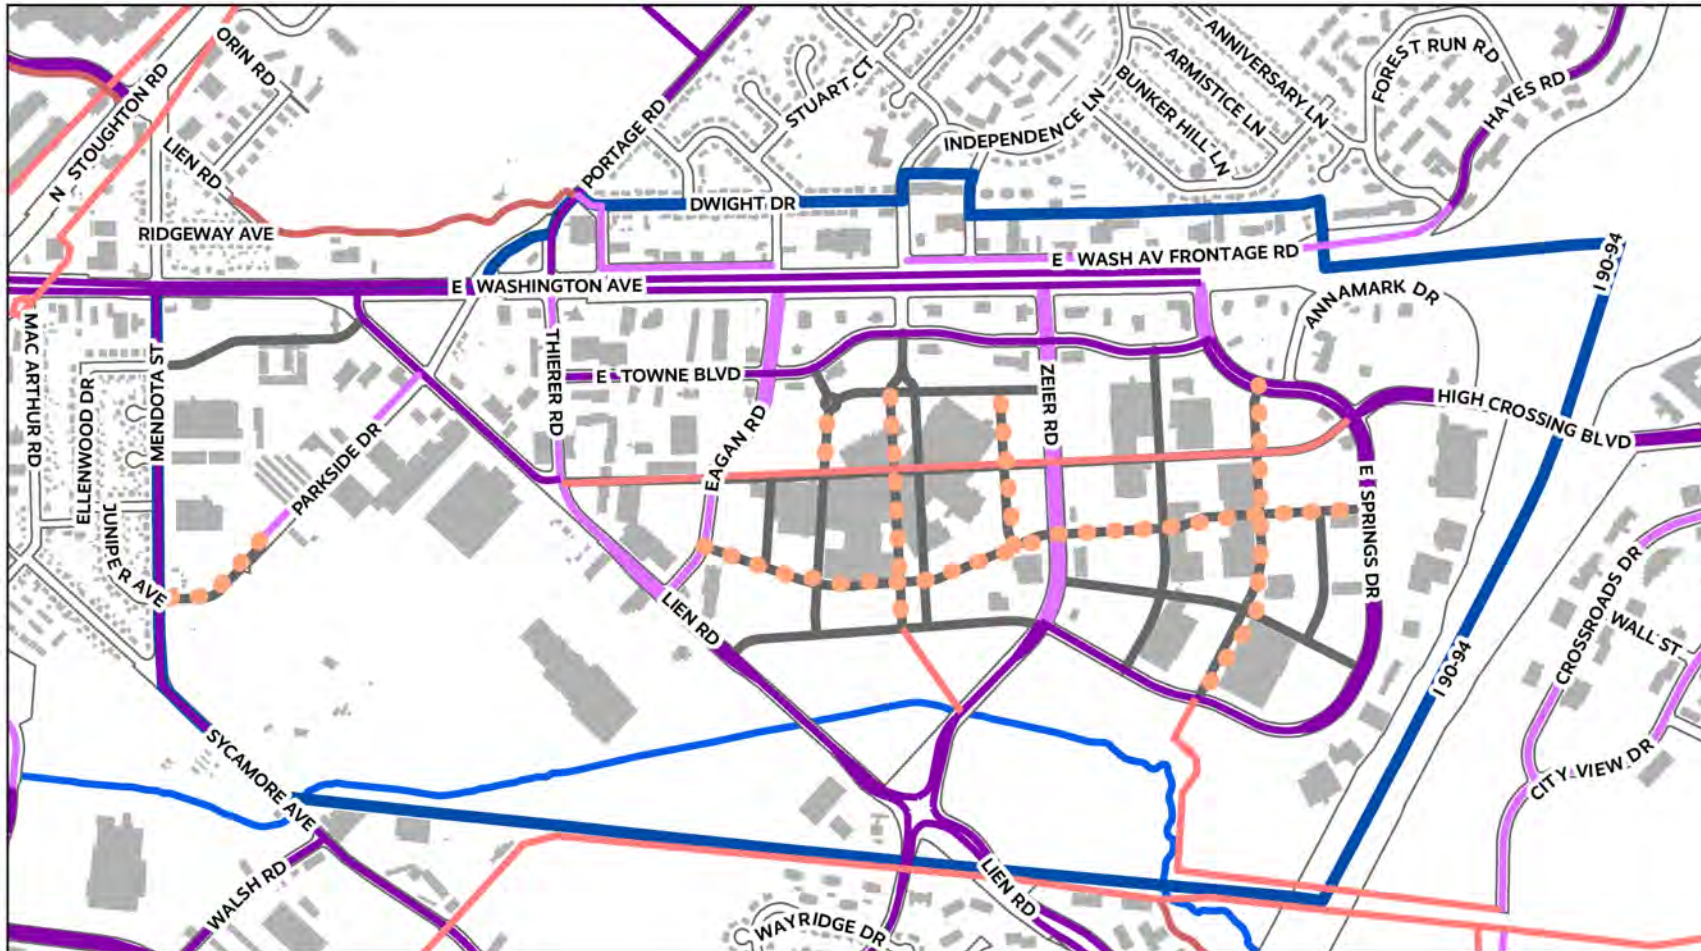 ORIN RD
N STOUGHTON RD
LIEN RD
RIDGEWAY AVE
PORTAGE RD
STUART CT
DWIGHT DR
INDEPENDENCE LN
ANNIVERSARY LN
ARMISTICE LN
BUNKER HILL LN
FOREST RUN RD
HAYES RD
E WASH AV FRONTAGE RD
E WASHINGTON AVE
I 90-94
ANNAMARK DR
MAC ARTHUR RD
ELLENWOOD DR
JUNIPER AVE
MENDOTA ST
PARKSIDE DR
THIERER RD
E TOWNE BLVD
EAGAN RD
ZEIER RD
HIGH CROSSING BLVD
E SPRINGS DR
LIEN RD
CROSSROADS DR
WALL ST
I 90-94
CITY VIEW DR
SYCAMORE AVE
WALSH RD
LIEN RD
WAYRIDGE DR